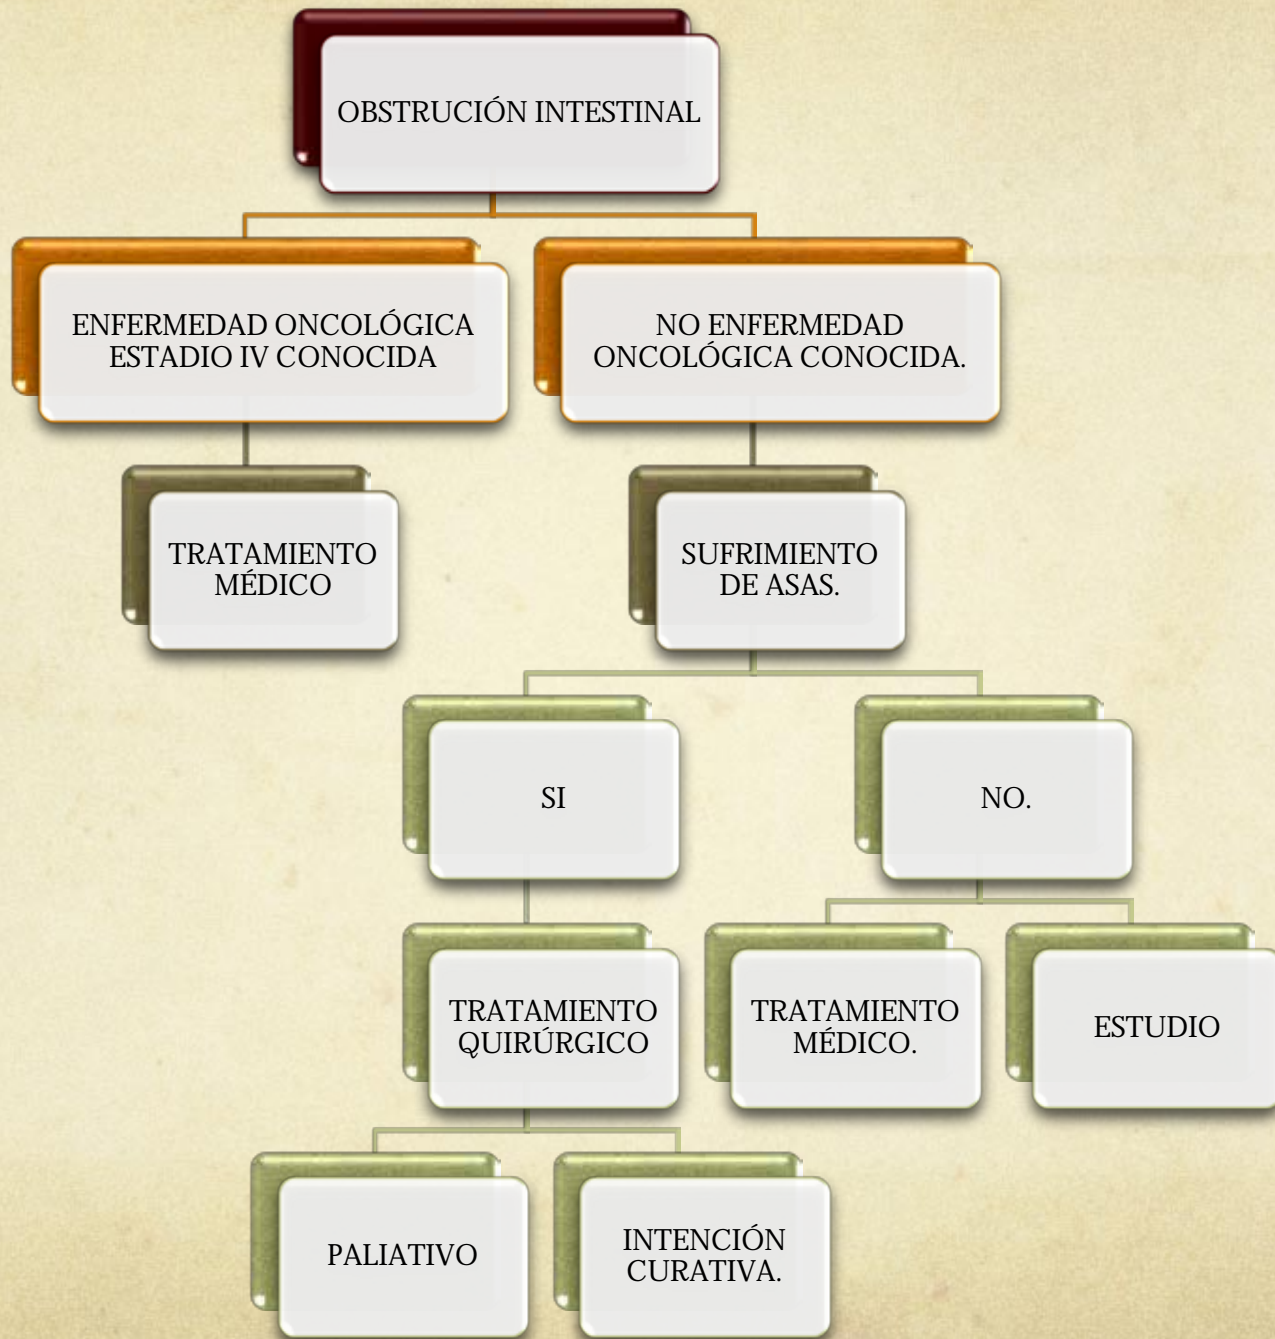 OBSTRUCIÓN INTESTINAL
ENFERMEDAD ONCOLÓGICA
ESTADIO IV CONOCIDA
NO ENFERMEDAD
ONCOLÓGICA CONOCIDA.
TRATAMIENTO
MÉDICO
SUFRIMIENTO
DE ASAS.
SI
NO.
TRATAMIENTO
QUIRÚRGICO
TRATAMIENTO
MÉDICO.
ESTUDIO
PALIATIVO
INTENCIÓN
CURATIVA.